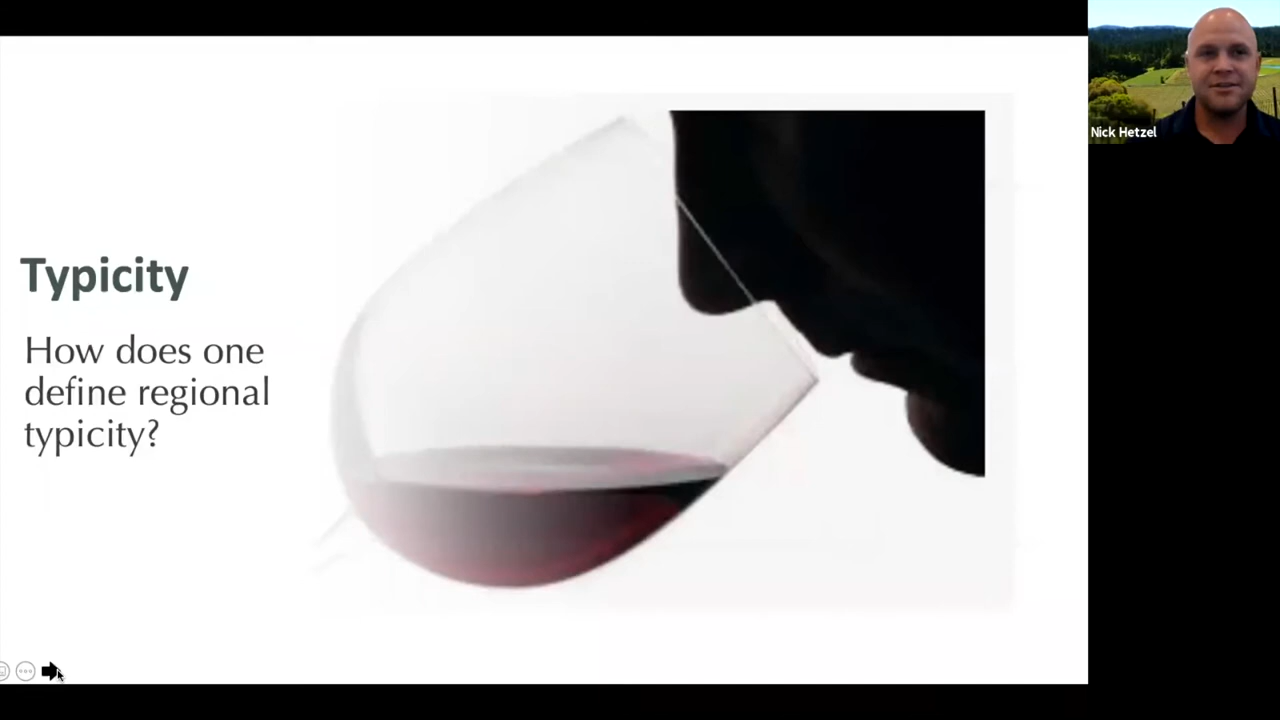 Typicity
How does one
define regional
typicity?
Nick Hetzel